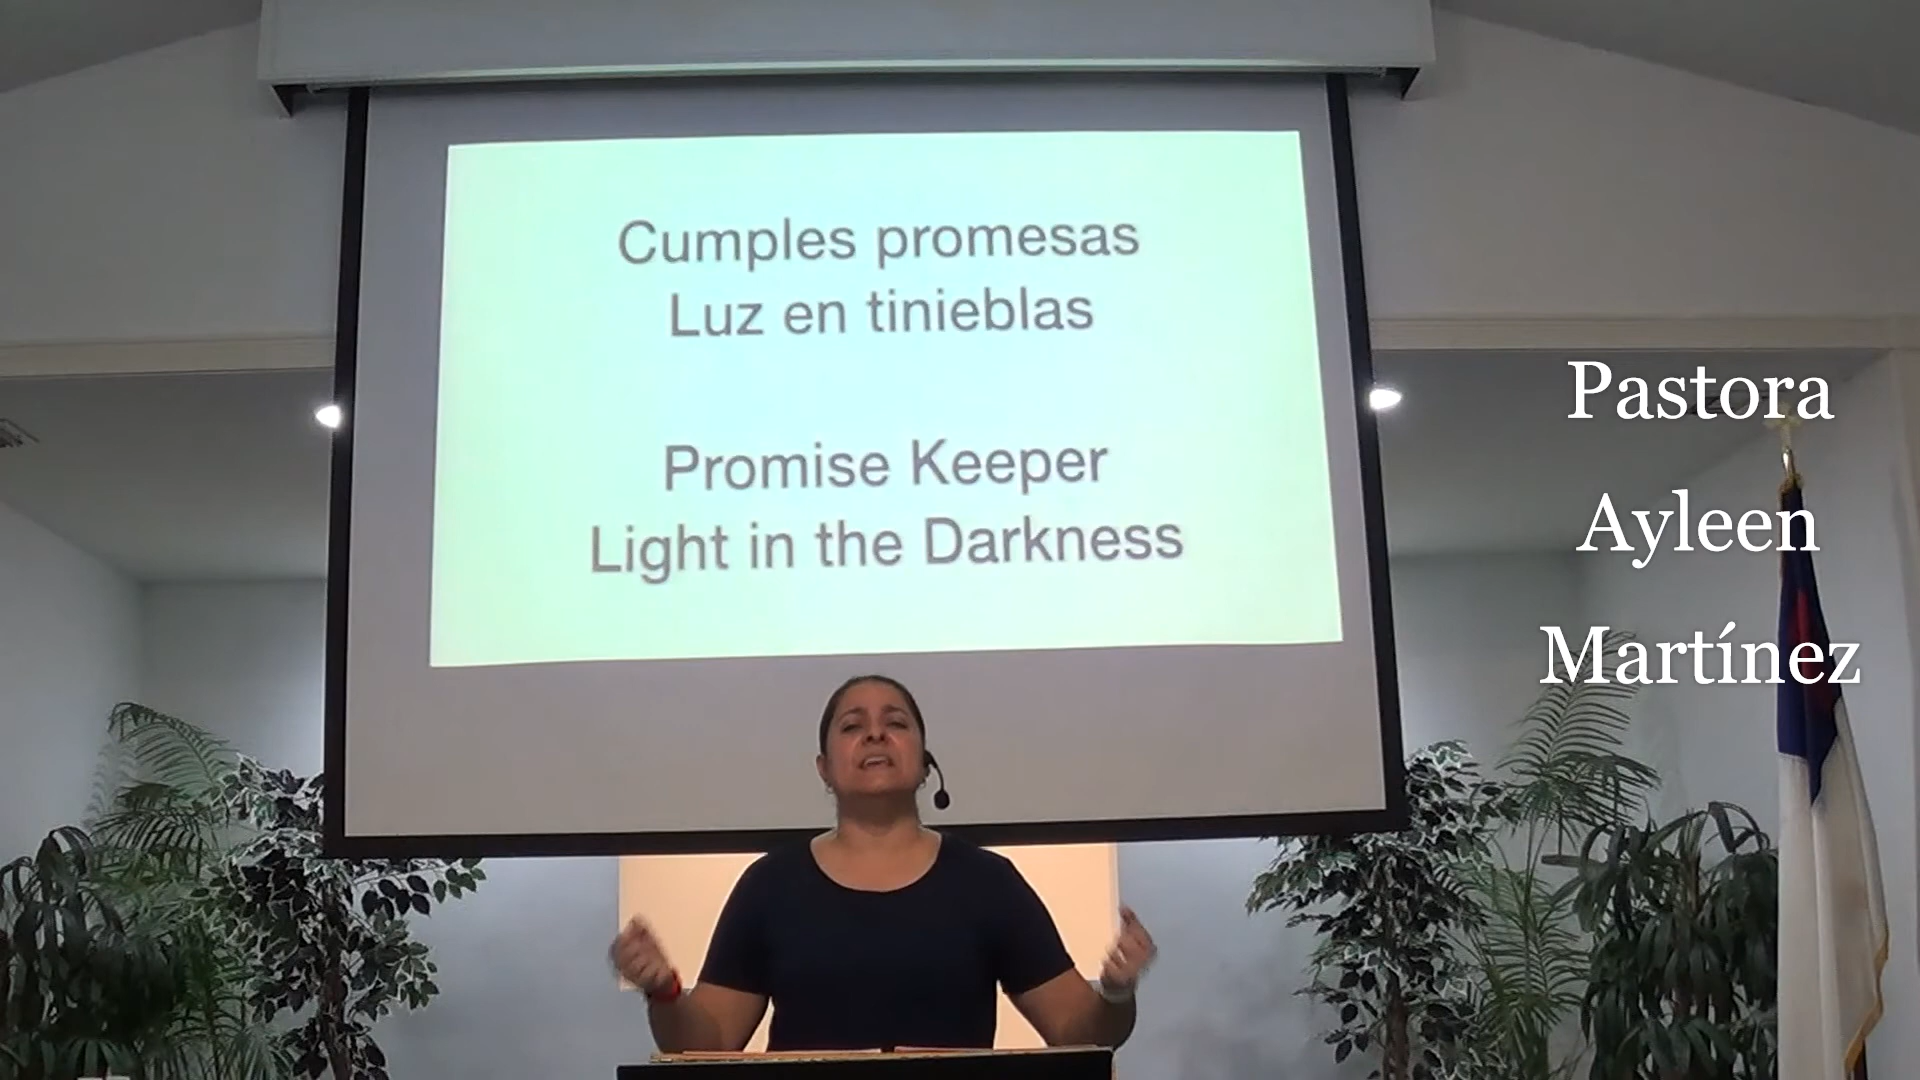 Cumples promesas
Luz en tinieblas
Promise Keeper
Light in the Darkness
Pastora
Ayleen
Martínez